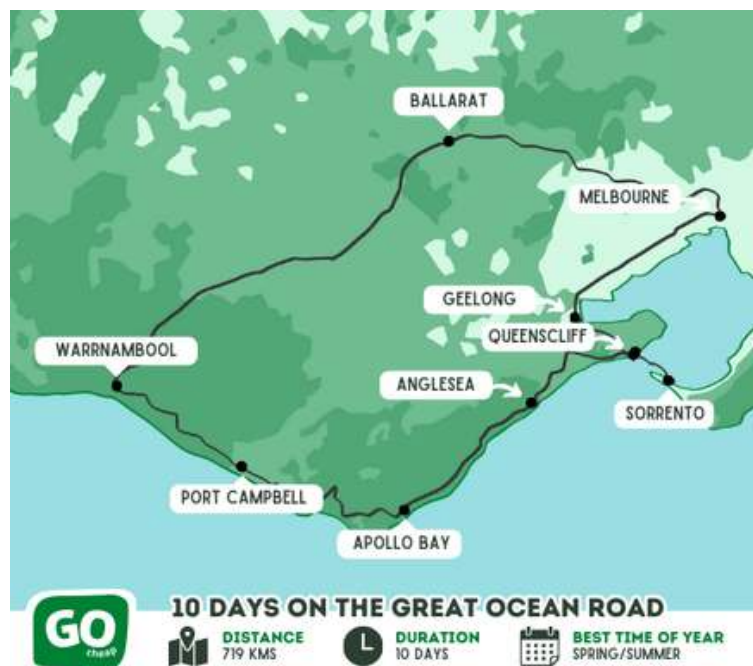 BALLARAT
MELBOURNE
GEELONG
QUEENSCLIFF
WARRNAMBOOL
ANGLESEA
SORRENTO
PORT CAMPBELL
APOLLO BAY
GO
cheap
10 DAYS ON THE GREAT OCEAN ROAD
DISTANCE
719 KMS
DURATION
10 DAYS
BEST TIME OF YEAR
SPRING/SUMMER